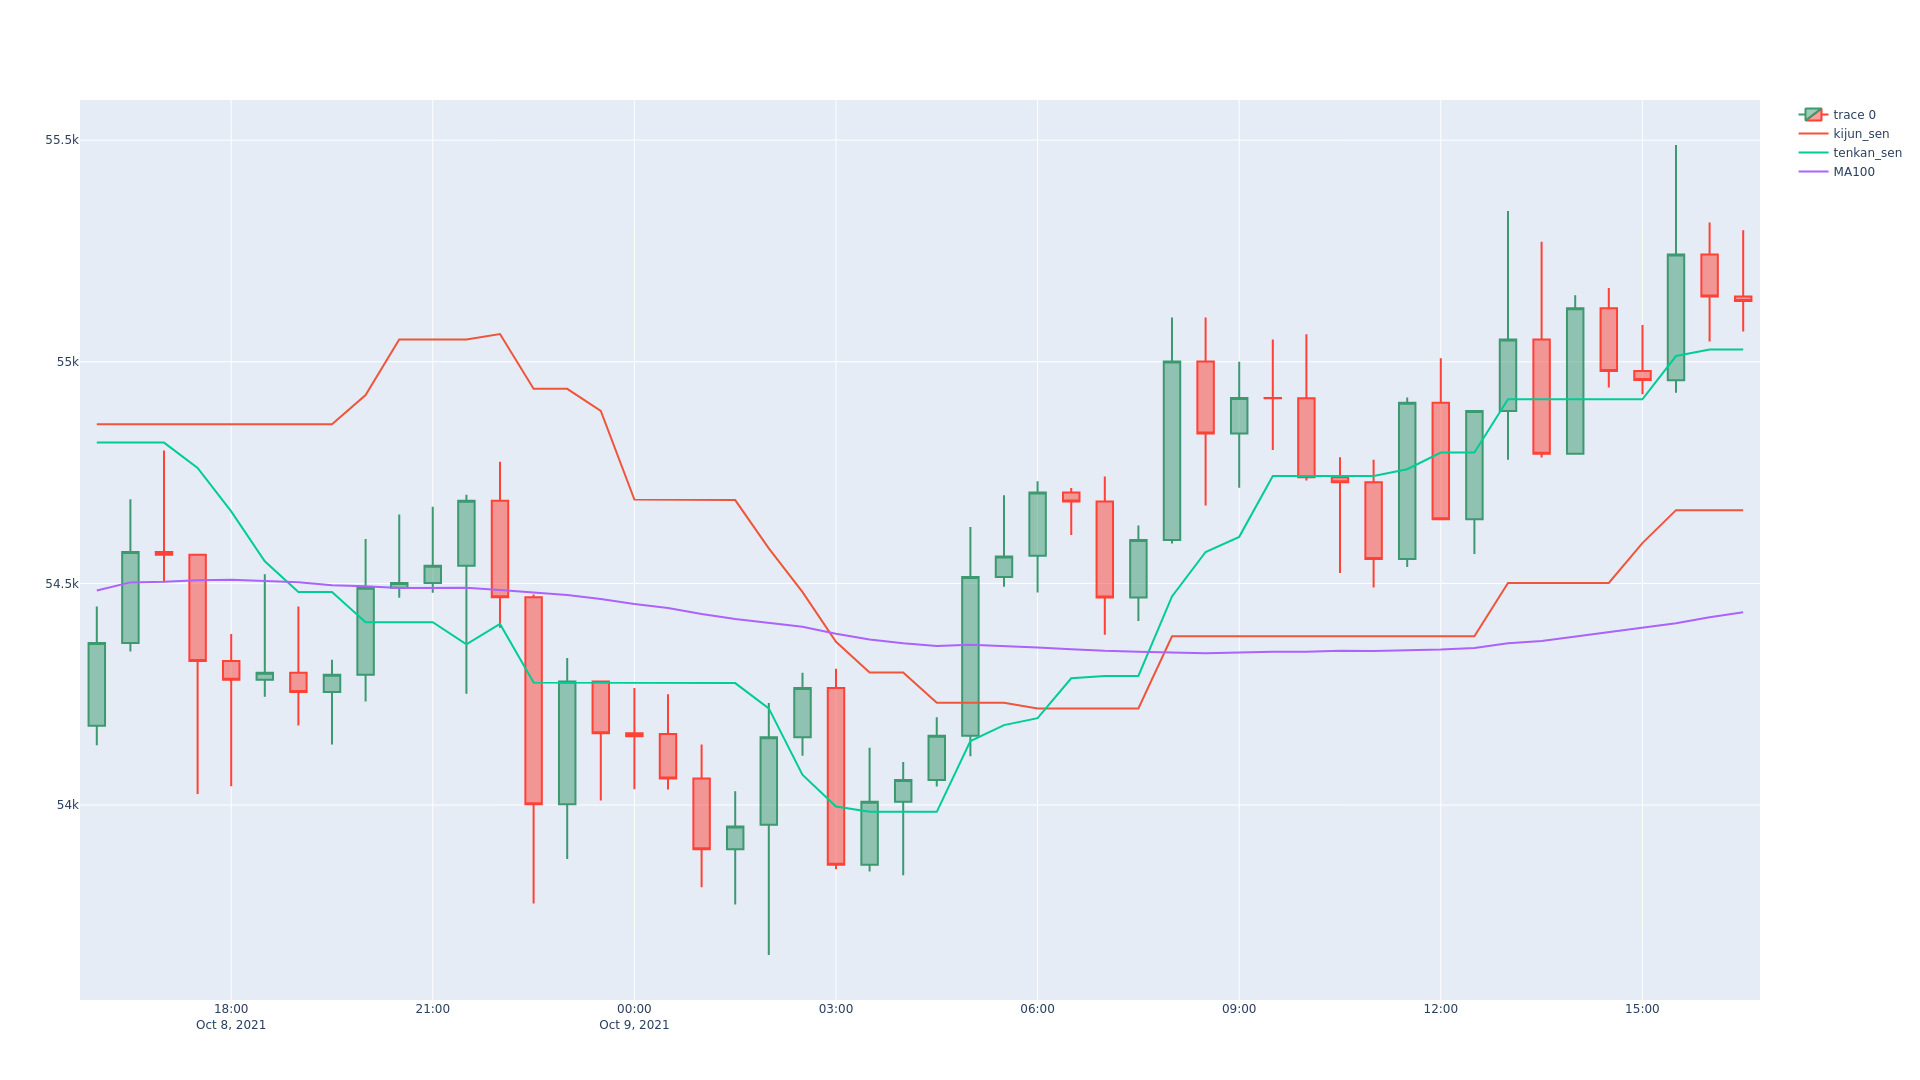 55.5k
55k
54.5k
54k
18:00
Oct 8, 2021
21:00
00:00
Oct 9, 2021
03:00
06:00
09:00
12:00
15:00
trace 0
kijun_sen
tenkan_sen
MA100